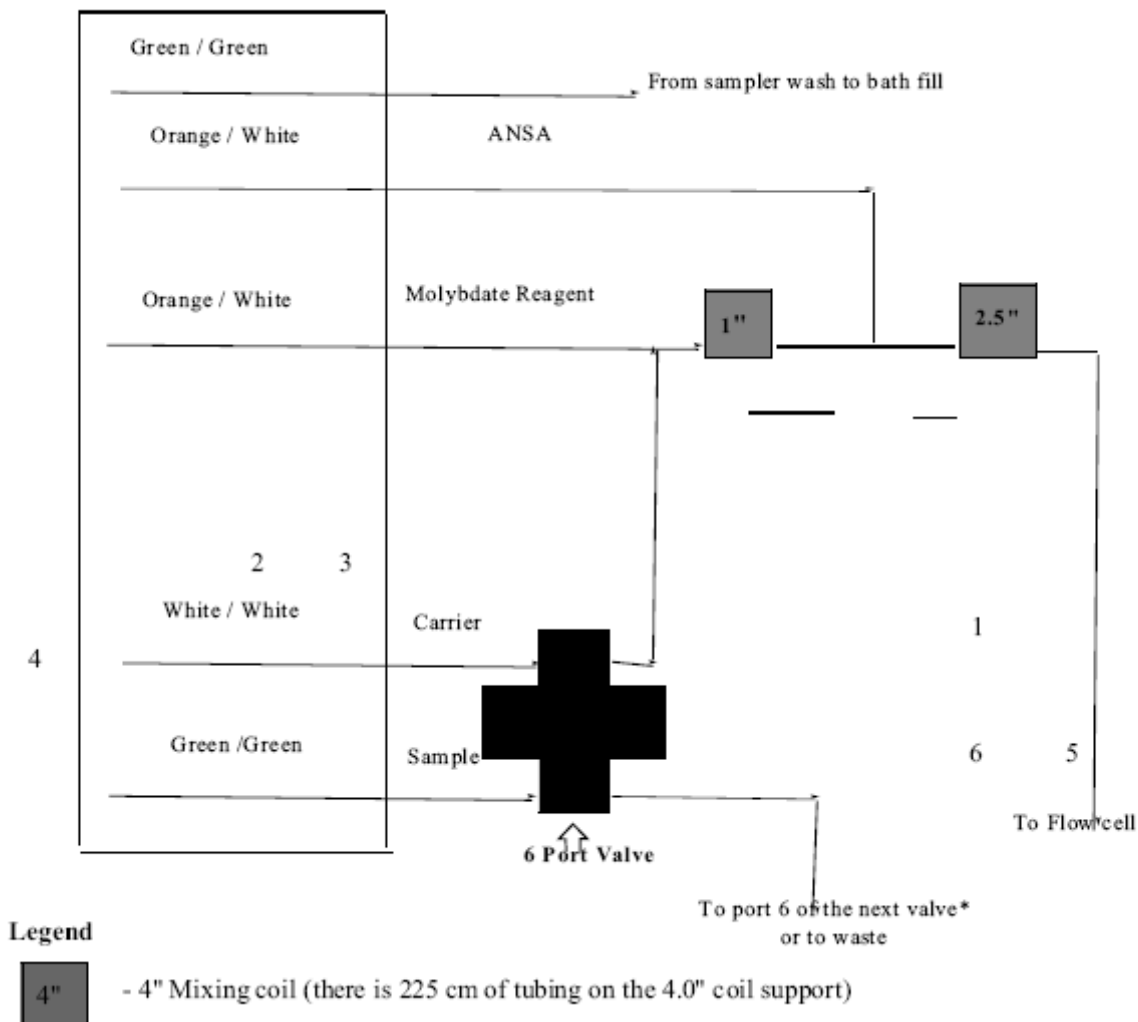 Green / Green
From sampler wash to bath fill
Orange / White
ANSA
Orange / White
Molybdate Reagent
1"
2.5"
2
3
White / White
Carrier
1
4
Green /Green
Sample
6
5
To Flow cell
6 Port Valve
To port 6 of the next valve*
or to waste
Legend
4"
- 4" Mixing coil (there is 225 cm of tubing on the 4.0" coil support)